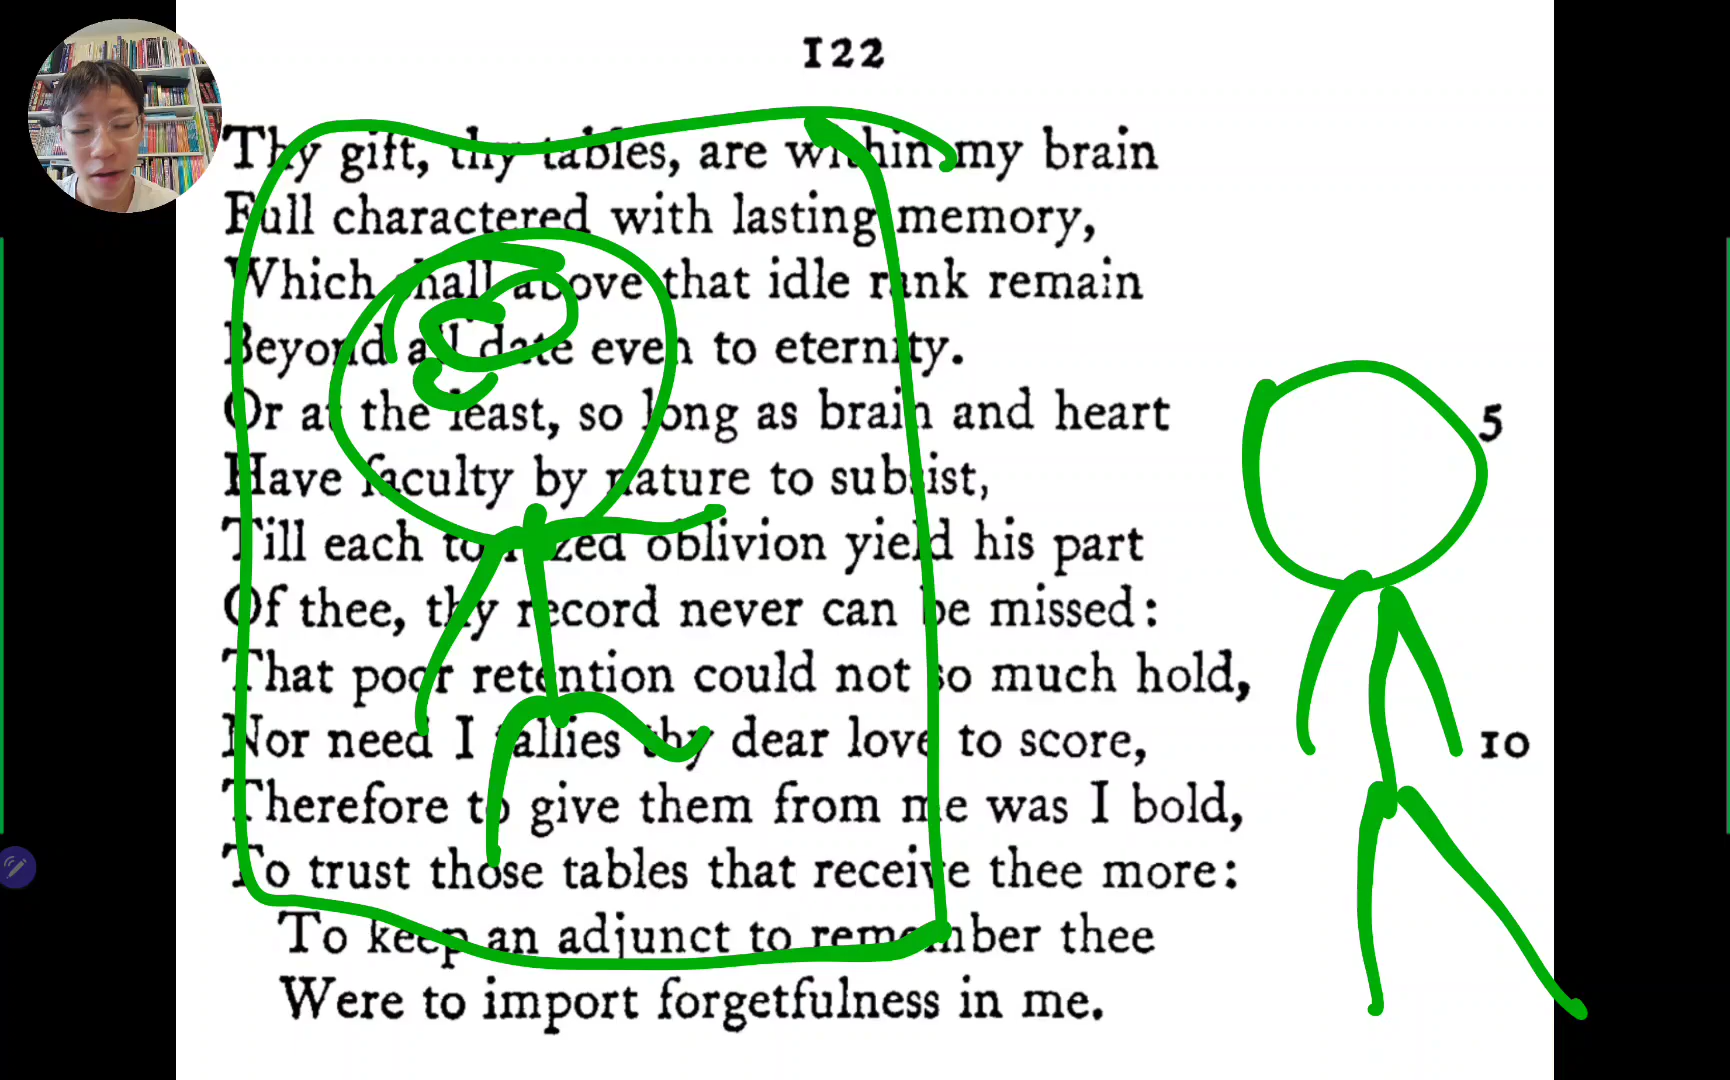 122
Thy gift, thy tables, are within my brain
Full charactered with lasting memory,
Which shall above that idle rank remain
Beyond all date even to eternity.
Or at the least, so long as brain and heart
5
Have faculty by nature to subsist,
Till each to razed oblivion yield his part
Of thee, thy record never can be missed:
That poor retention could not so much hold,
Nor need I tallies thy dear love to score,
10
Therefore to give them from me was I bold,
To trust those tables that receive thee more:
To keep an adjunct to remember thee
Were to import forgetfulness in me.